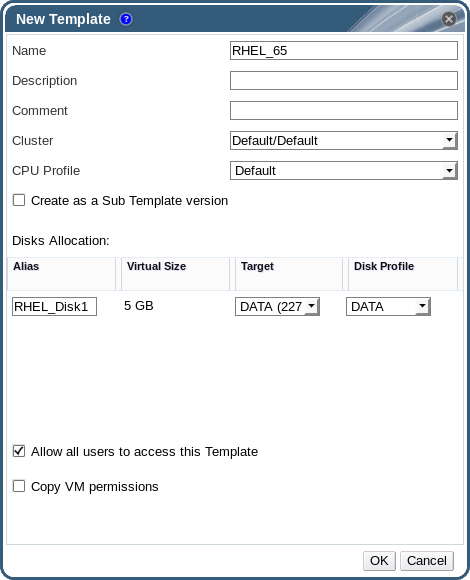 New Template ?
Name RHEL_65
Description
Comment
Cluster Default/Default
CPU Profile Default
Create as a Sub Template version
Disks Allocation:
Alias Virtual Size Target Disk Profile
RHEL_Disk1 5 GB DATA (227 DATA
Allow all users to access this Template
Copy VM permissions
OK Cancel